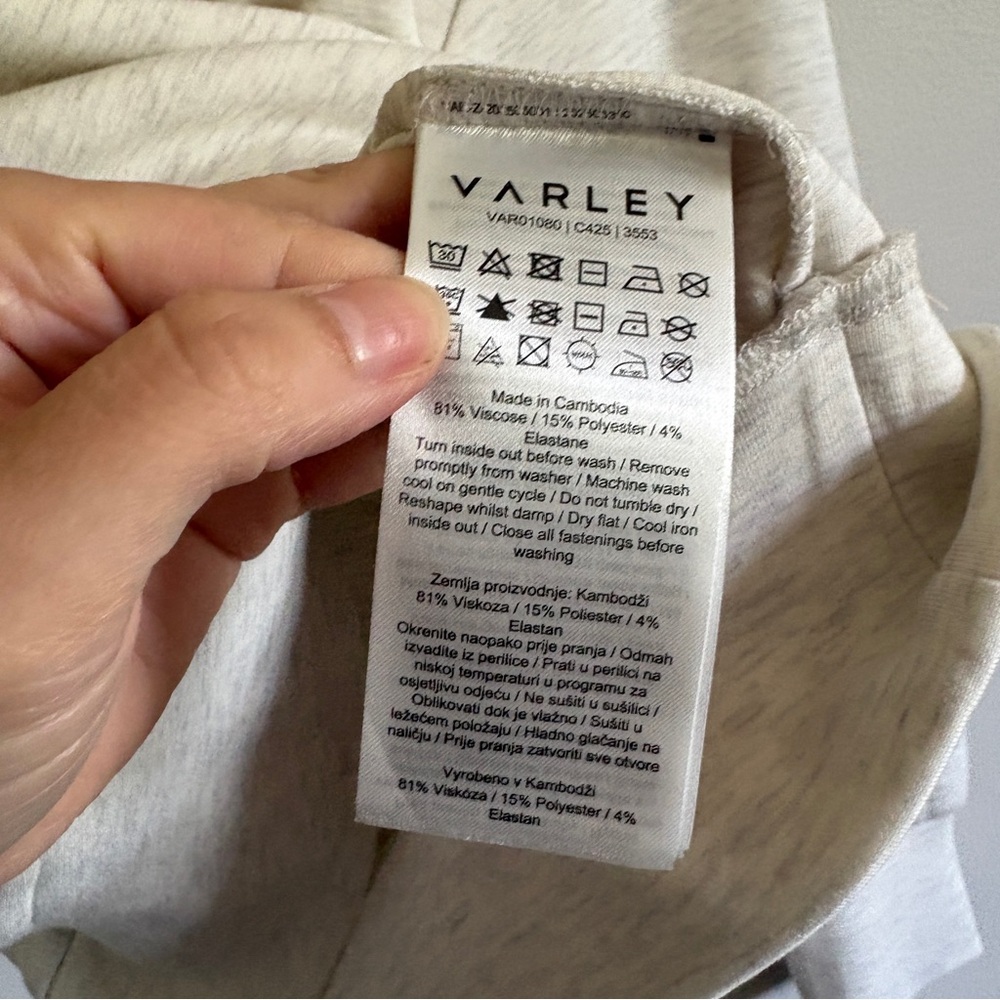 VARLEY
VAR01080 | C425 | 3553
30
Made in Cambodia
81% Viscose / 15% Polyester / 4%
Elastane
Turn inside out before wash / Remove
promptly from washer / Machine wash
cool on gentle cycle / Do not tumble dry /
Reshape whilst damp / Dry flat / Cool iron
inside out / Close all fastenings before
washing
Zemlja proizvodnje: Kambodži
81% Viskoza / 15% Poliester / 4%
Elastan
Okrenite naopako prije pranja / Odmah
izvadite iz perilice / Prati u perilici na
niskoj temperaturi u programu za
osjetljivu odjeću / Ne sušiti u sušilici /
Oblikovati dok je vlažno / Sušiti u
ležećem položaju / Hladno glačanje na
naličju / Prije pranja zatvoriti sve otvore
Vyrobeno v Kambodži
81% Viskóza / 15% Polyester / 4%
Elastan